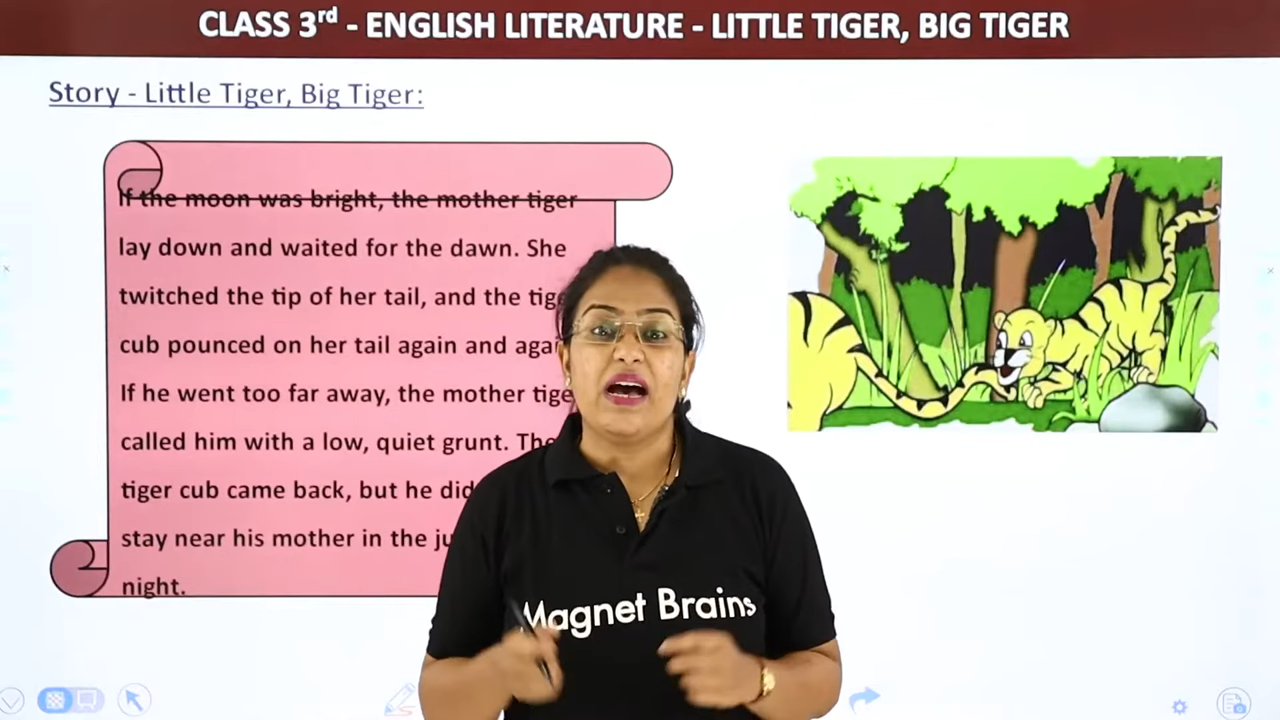 CLASS 3rd - ENGLISH LITERATURE - LITTLE TIGER, BIG TIGER
Story - Little Tiger, Big Tiger:
If the moon was bright, the mother tiger
lay down and waited for the dawn. She
twitched the tip of her tail, and the tige
cub pounced on her tail again and aga
If he went too far away, the mother tige
called him with a low, quiet grunt. The
tiger cub came back, but he did
stay near his mother in the ju
night.
Magnet Brains